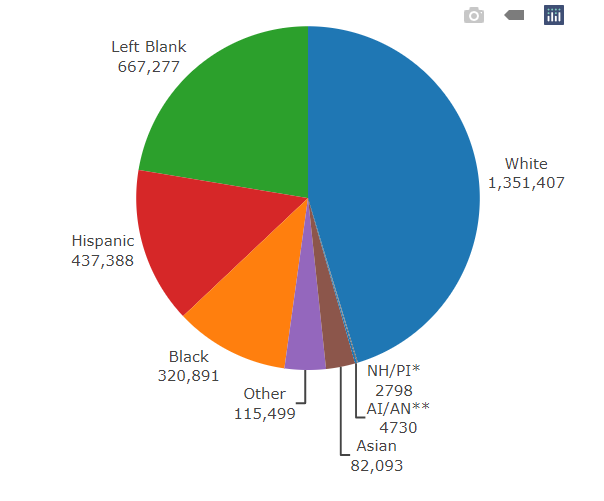 Left Blank
667,277
White
1,351,407
Hispanic
437,388
Black
320,891
Other
115,499
NH/PI*
2798
AI/AN**
4730
Asian
82,093